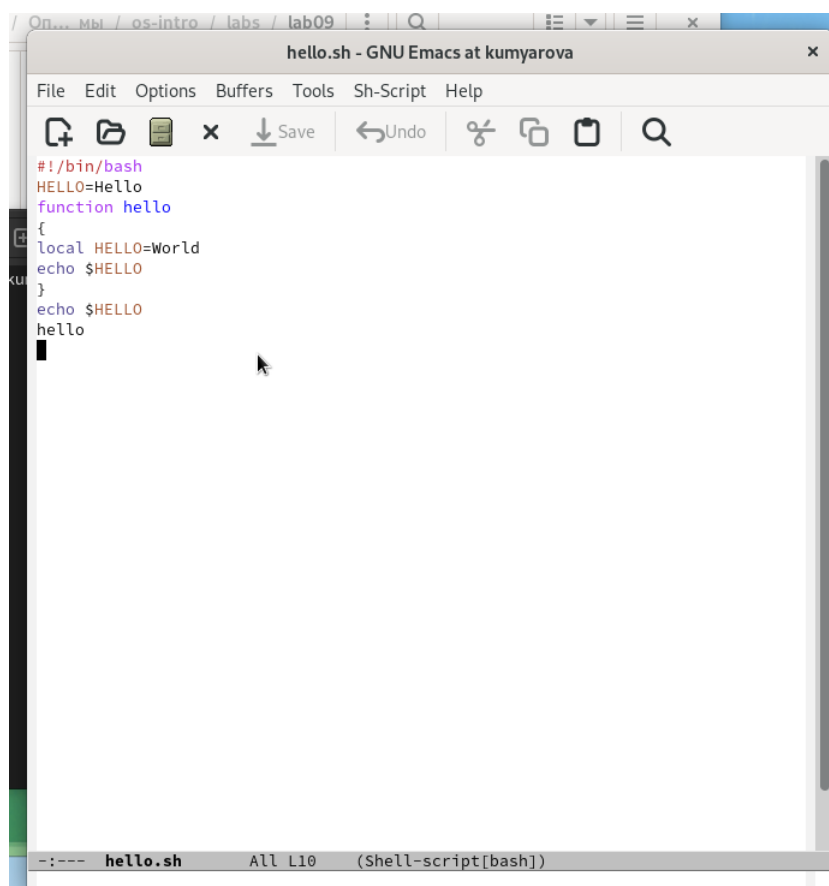 / Оп... мы / os-intro / labs / lab09
hello.sh - GNU Emacs at kumyarova
File Edit Options Buffers Tools Sh-Script Help
Save Undo
#!/bin/bash
HELLO=Hello
function hello
{
local HELLO=World
echo $HELLO
}
echo $HELLO
hello
-:--- hello.sh All L10 (Shell-script[bash])